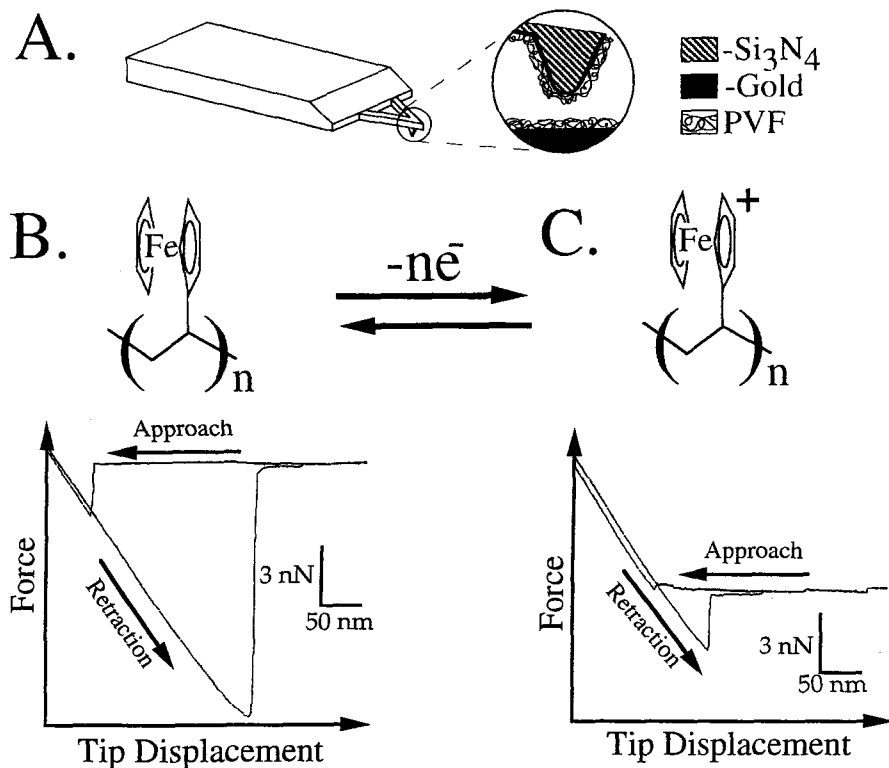 A.
-Si₃N₄
-Gold
PVF
B.
Fe
n
-ne⁻
C.
Fe
+
n
Approach
Retraction
3 nN
50 nm
Force
Tip Displacement
Approach
Retraction
3 nN
50 nm
Force
Tip Displacement